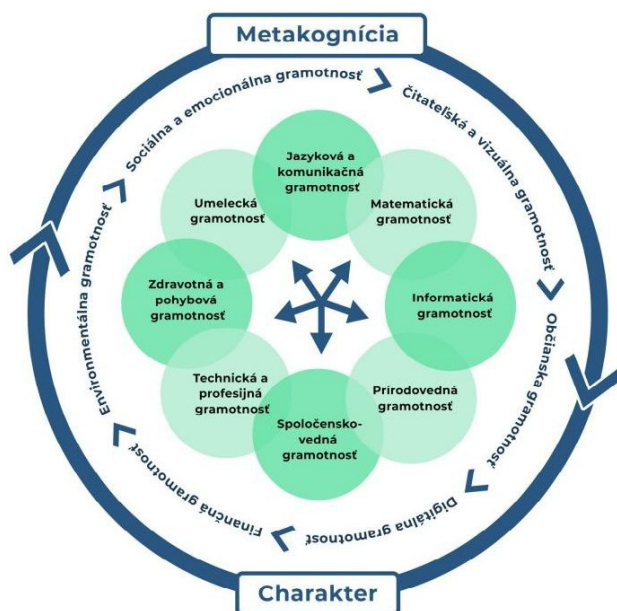 Metakognícia
Sociálna a emocionálna gramotnosť
Čitateľská a vizuálna gramotnosť
Občianska gramotnosť
Digitálna gramotnosť
Finančná gramotnosť
Environmentálna gramotnosť
Jazyková a
komunikačná
gramotnosť
Matematická
gramotnosť
Informatická
gramotnosť
Prírodovedná
gramotnosť
Spoločensko-
vedná
gramotnosť
Technická a
profesijná
gramotnosť
Zdravotná a
pohybová
gramotnosť
Umelecká
gramotnosť
Charakter